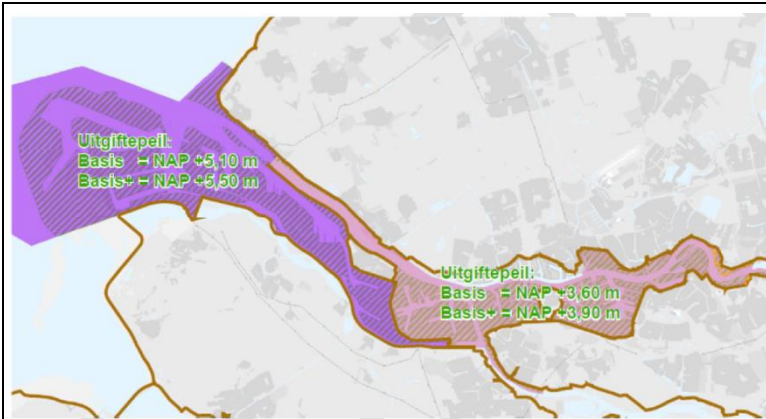 Uitgiftepeil:
Basis = NAP +5,10 m
Basis+ = NAP +5,50 m
Uitgiftepeil:
Basis = NAP +3,60 m
Basis+ = NAP +3,90 m